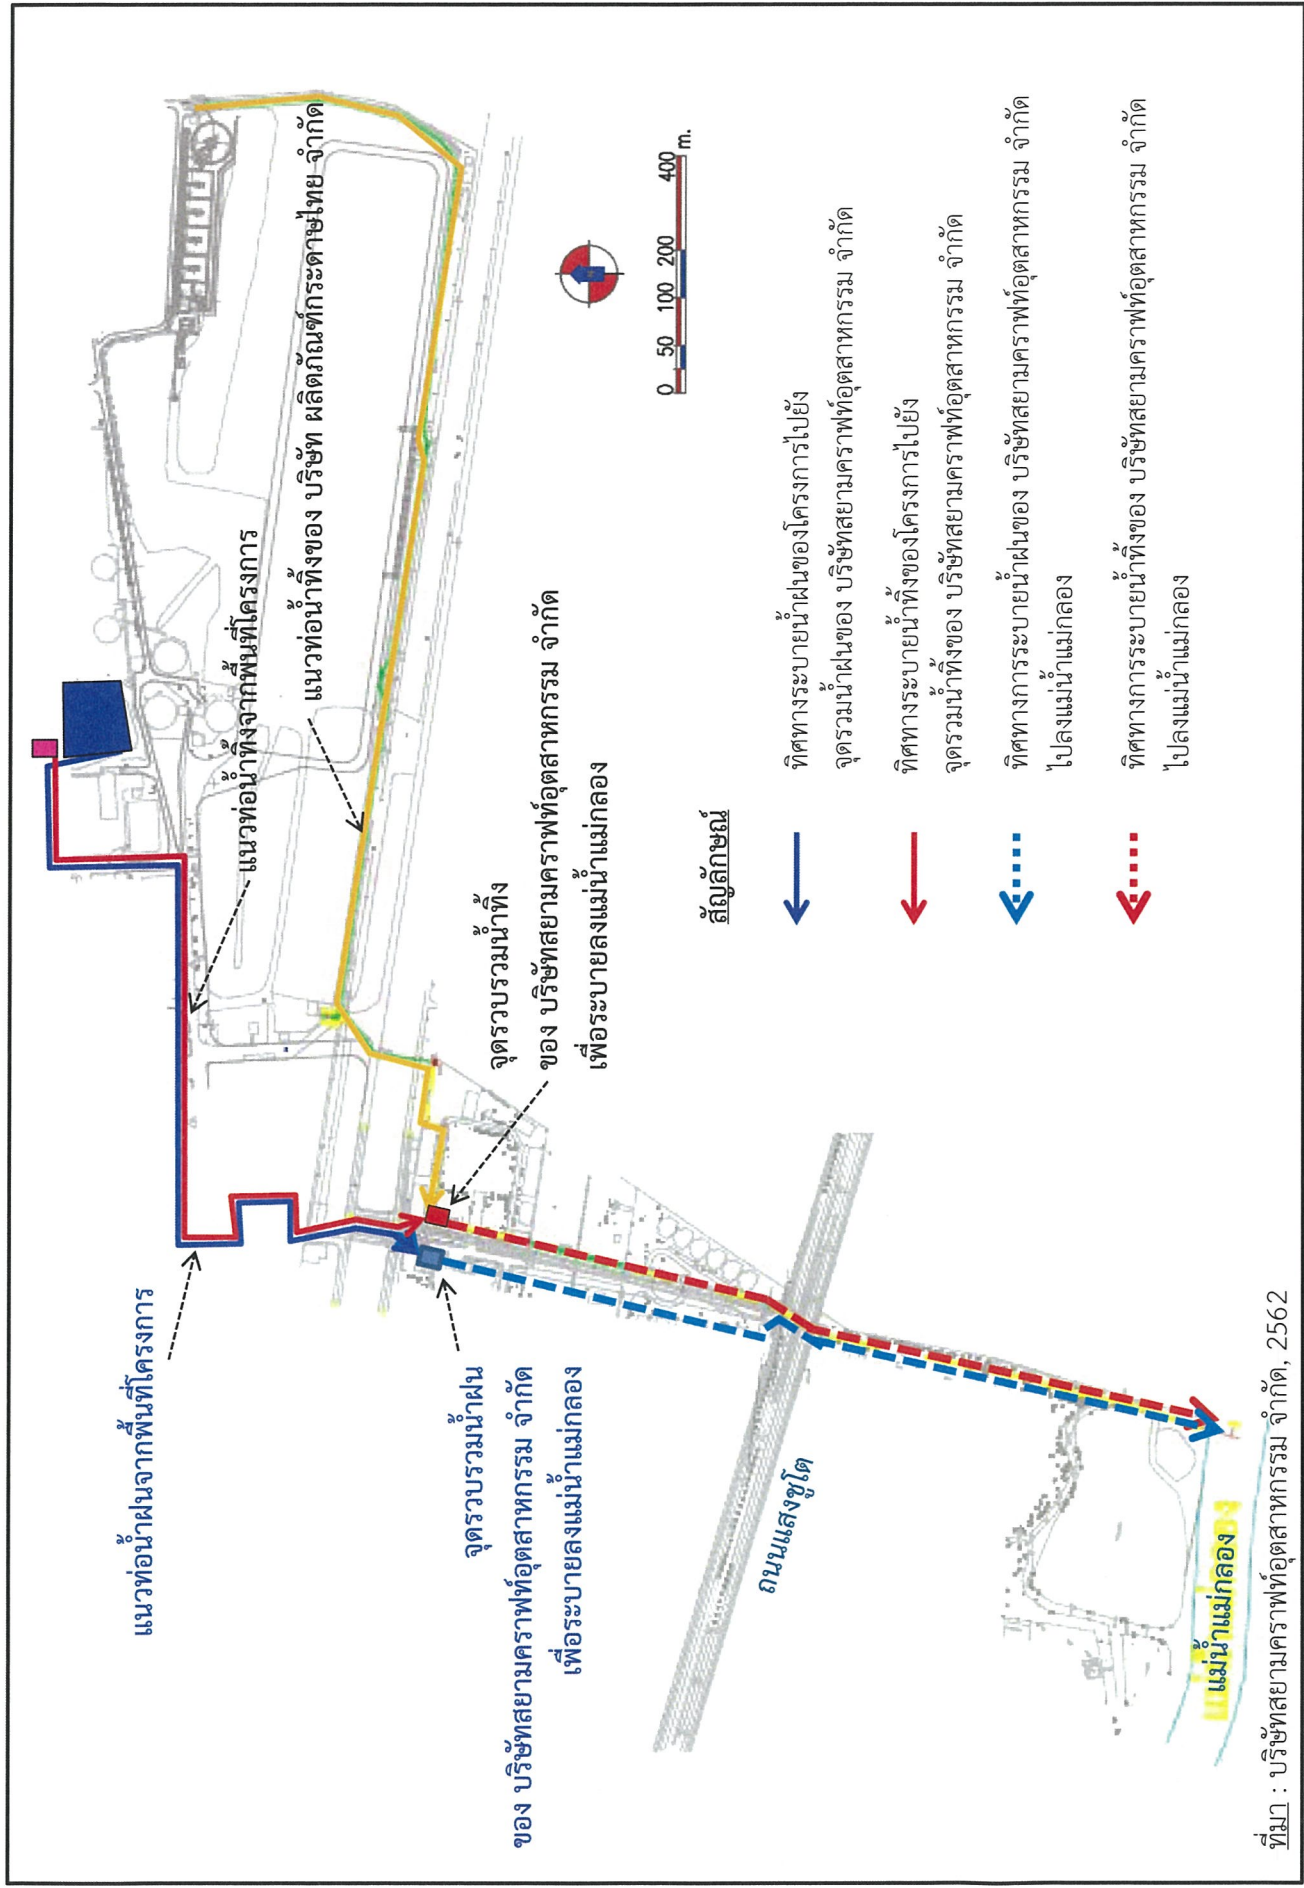 แนวท่อน้ำฝนจากพื้นที่โครงการ
แนวท่อน้ำทิ้งจากพื้นที่โครงการ
แนวท่อน้ำทิ้งของ บริษัท ผลิตภัณฑ์กระดาษไทย จำกัด
จุดรวบรวมน้ำฝน
ของ บริษัทสยามคราฟท์อุตสาหกรรม จำกัด
เพื่อระบายลงแม่น้ำแม่กลอง
จุดรวบรวมน้ำทิ้ง
ของ บริษัทสยามคราฟท์อุตสาหกรรม จำกัด
เพื่อระบายลงแม่น้ำแม่กลอง
0 50 100 200 400 m.
ถนนแสงชูโต
แม่น้ำแม่กลอง
สัญลักษณ์
ทิศทางระบายน้ำฝนของโครงการไปยัง
จุดรวมน้ำฝนของ บริษัทสยามคราฟท์อุตสาหกรรม จำกัด
ทิศทางระบายน้ำทิ้งของโครงการไปยัง
จุดรวมน้ำทิ้งของ บริษัทสยามคราฟท์อุตสาหกรรม จำกัด
ทิศทางการระบายน้ำฝนของ บริษัทสยามคราฟท์อุตสาหกรรม จำกัด
ไปลงแม่น้ำแม่กลอง
ทิศทางการระบายน้ำทิ้งของ บริษัทสยามคราฟท์อุตสาหกรรม จำกัด
ไปลงแม่น้ำแม่กลอง
ที่มา : บริษัทสยามคราฟท์อุตสาหกรรม จำกัด, 2562